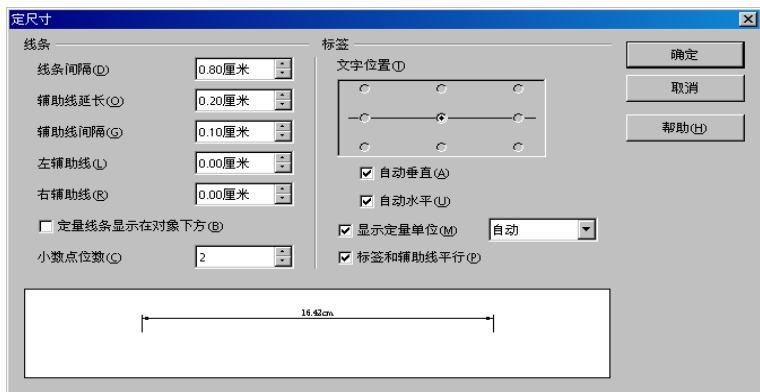 定尺寸
线条
线条间隔(D) 0.80厘米
辅助线延长(O) 0.20厘米
辅助线间隔(G) 0.10厘米
左辅助线(L) 0.00厘米
右辅助线(R) 0.00厘米
定量线条显示在对象下方(B)
小数点位数(C) 2
标签
文字位置(T)
自动垂直(A)
自动水平(U)
显示定量单位(M) 自动
标签和辅助线平行(P)
确定
取消
帮助(H)
16.42cm